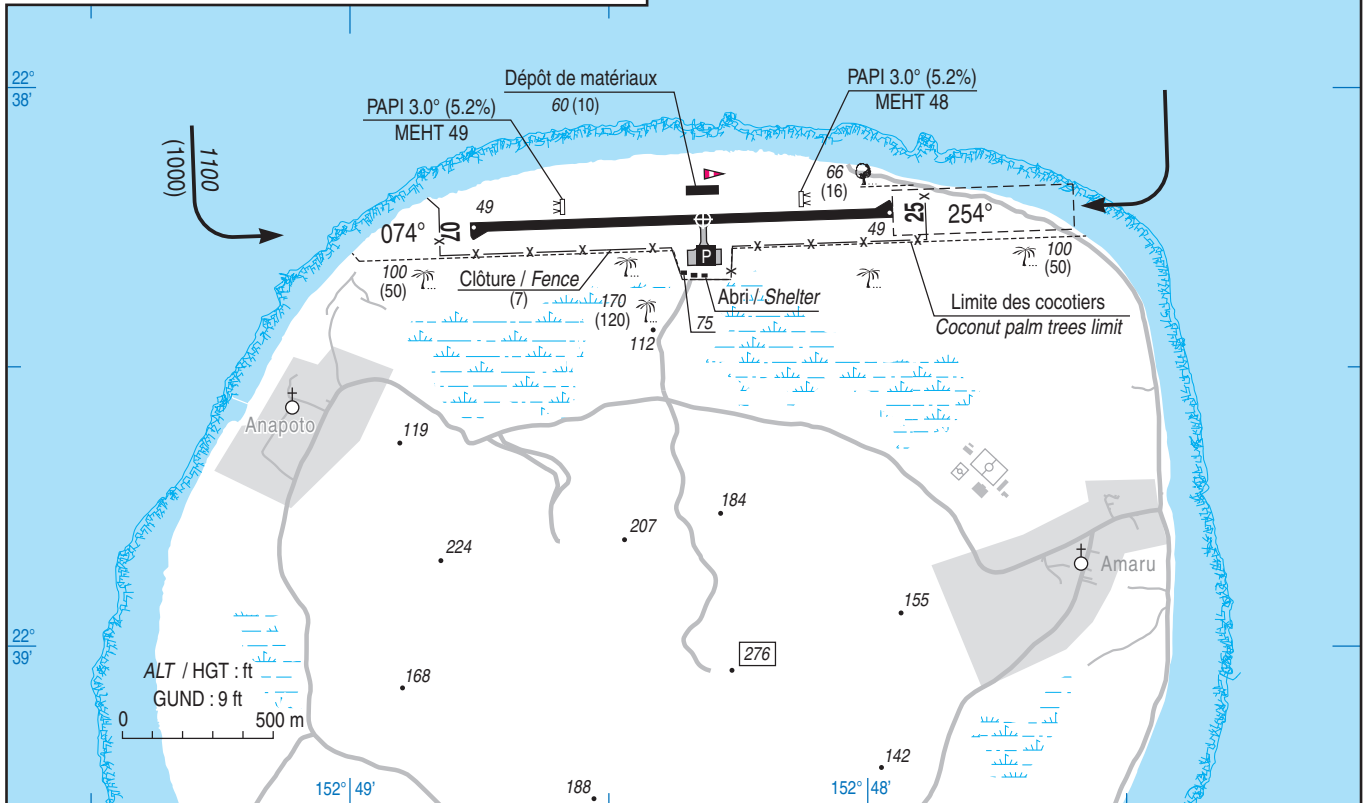 22°
38'
Dépôt de matériaux
60 (10)
PAPI 3.0° (5.2%)
MEHT 49
PAPI 3.0° (5.2%)
MEHT 48
1100
(1000)
66
(16)
49
074°
07
25
254°
49
P
100
(50)
Clôture / Fence
(7)
170
(120)
112
75
Abri / Shelter
100
(50)
Limite des cocotiers
Coconut palm trees limit
Anapoto
119
184
207
224
Amaru
155
22°
39'
276
ALT / HGT : ft
GUND : 9 ft
0
500 m
168
142
152° 49'
188
152° 48'